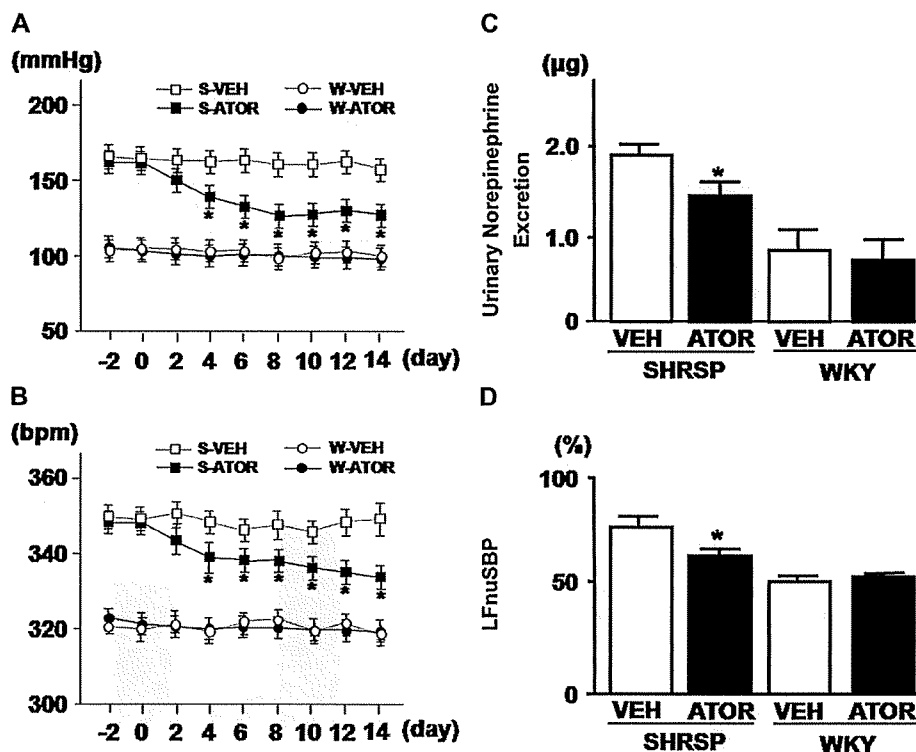 A
(mmHg)
S-VEH W-VEH
S-ATOR W-ATOR
200
150
100
50
* * * * * *
-2 0 2 4 6 8 10 12 14 (day)
B
(bpm)
S-VEH W-VEH
S-ATOR W-ATOR
360
340
320
300
* * * * * *
-2 0 2 4 6 8 10 12 14 (day)
C
(µg)
Urinary Norepinephrine
Excretion
2.0
1.0
0
*
VEH ATOR VEH ATOR
SHRSP WKY
D
(%)
LFnuSBP
100
50
0
*
VEH ATOR VEH ATOR
SHRSP WKY